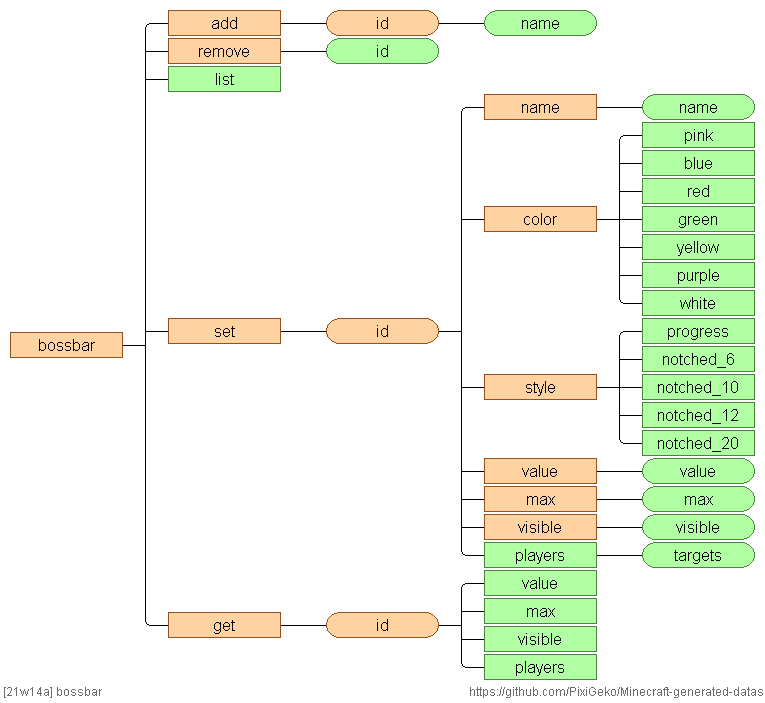 add id name
remove id
list
name name
pink
blue
red
color green
yellow
purple
white
bossbar set id progress
notched_6
style notched_10
notched_12
notched_20
value value
max max
visible visible
players targets
value
max
get id visible
players
[21w14a] bossbar https://github.com/PixiGeko/Minecraft-generated-datas